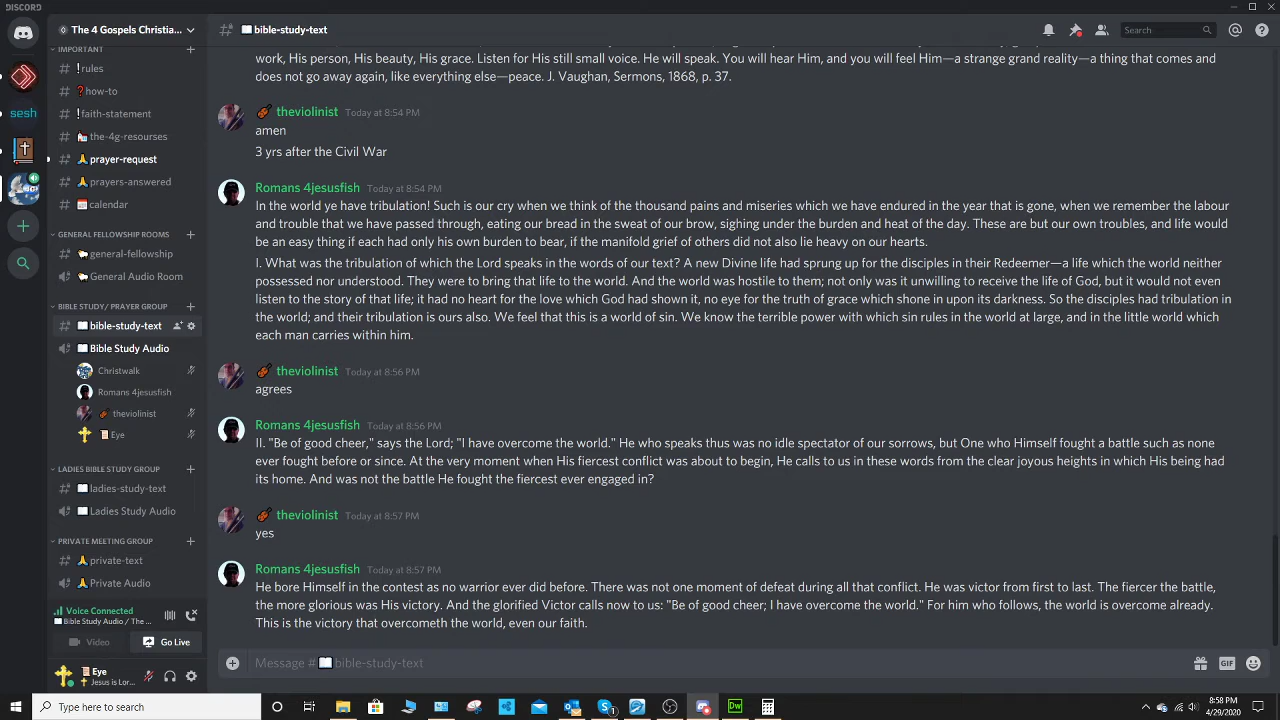 DISCORD
The 4 Gospels Christia...
bible-study-text
Search
IMPORTANT
rules
how-to
faith-statement
the-4g-resourses
prayer-request
prayers-answered
calendar
GENERAL FELLOWSHIP ROOMS
general-fellowship
General Audio Room
BIBLE STUDY/ PRAYER GROUP
bible-study-text
Bible Study Audio
Christwalk
Romans 4jesusfish
theviolinist
Eye
LADIES BIBLE STUDY GROUP
ladies-study-text
Ladies Study Audio
PRIVATE MEETING GROUP
private-text
Private Audio
Voice Connected
Bible Study Audio / The ...
Video
Go Live
Eye
Jesus is Lor...
sesh
work, His person, His beauty, His grace. Listen for His still small voice. He will speak. You will hear Him, and you will feel Him—a strange grand reality—a thing that comes and
does not go away again, like everything else—peace. J. Vaughan, Sermons, 1868, p. 37.
theviolinist Today at 8:54 PM
amen
3 yrs after the Civil War
Romans 4jesusfish Today at 8:54 PM
In the world ye have tribulation! Such is our cry when we think of the thousand pains and miseries which we have endured in the year that is gone, when we remember the labour
and trouble that we have passed through, eating our bread in the sweat of our brow, sighing under the burden and heat of the day. These are but our own troubles, and life would
be an easy thing if each had only his own burden to bear, if the manifold grief of others did not also lie heavy on our hearts.
I. What was the tribulation of which the Lord speaks in the words of our text? A new Divine life had sprung up for the disciples in their Redeemer—a life which the world neither
possessed nor understood. They were to bring that life to the world. And the world was hostile to them; not only was it unwilling to receive the life of God, but it would not even
listen to the story of that life; it had no heart for the love which God had shown it, no eye for the truth of grace which shone in upon its darkness. So the disciples had tribulation in
the world; and their tribulation is ours also. We feel that this is a world of sin. We know the terrible power with which sin rules in the world at large, and in the little world which
each man carries within him.
theviolinist Today at 8:56 PM
agrees
Romans 4jesusfish Today at 8:56 PM
II. "Be of good cheer," says the Lord; "I have overcome the world." He who speaks thus was no idle spectator of our sorrows, but One who Himself fought a battle such as none
ever fought before or since. At the very moment when His fiercest conflict was about to begin, He calls to us in these words from the clear joyous heights in which His being had
its home. And was not the battle He fought the fiercest ever engaged in?
theviolinist Today at 8:57 PM
yes
Romans 4jesusfish Today at 8:57 PM
He bore Himself in the contest as no warrior ever did before. There was not one moment of defeat during all that conflict. He was victor from first to last. The fiercer the battle,
the more glorious was His victory. And the glorified Victor calls now to us: "Be of good cheer; I have overcome the world." For him who follows, the world is overcome already.
This is the victory that overcometh the world, even our faith.
Message # bible-study-text
GIF
Type here to search
Dw
8:58 PM
4/29/2020